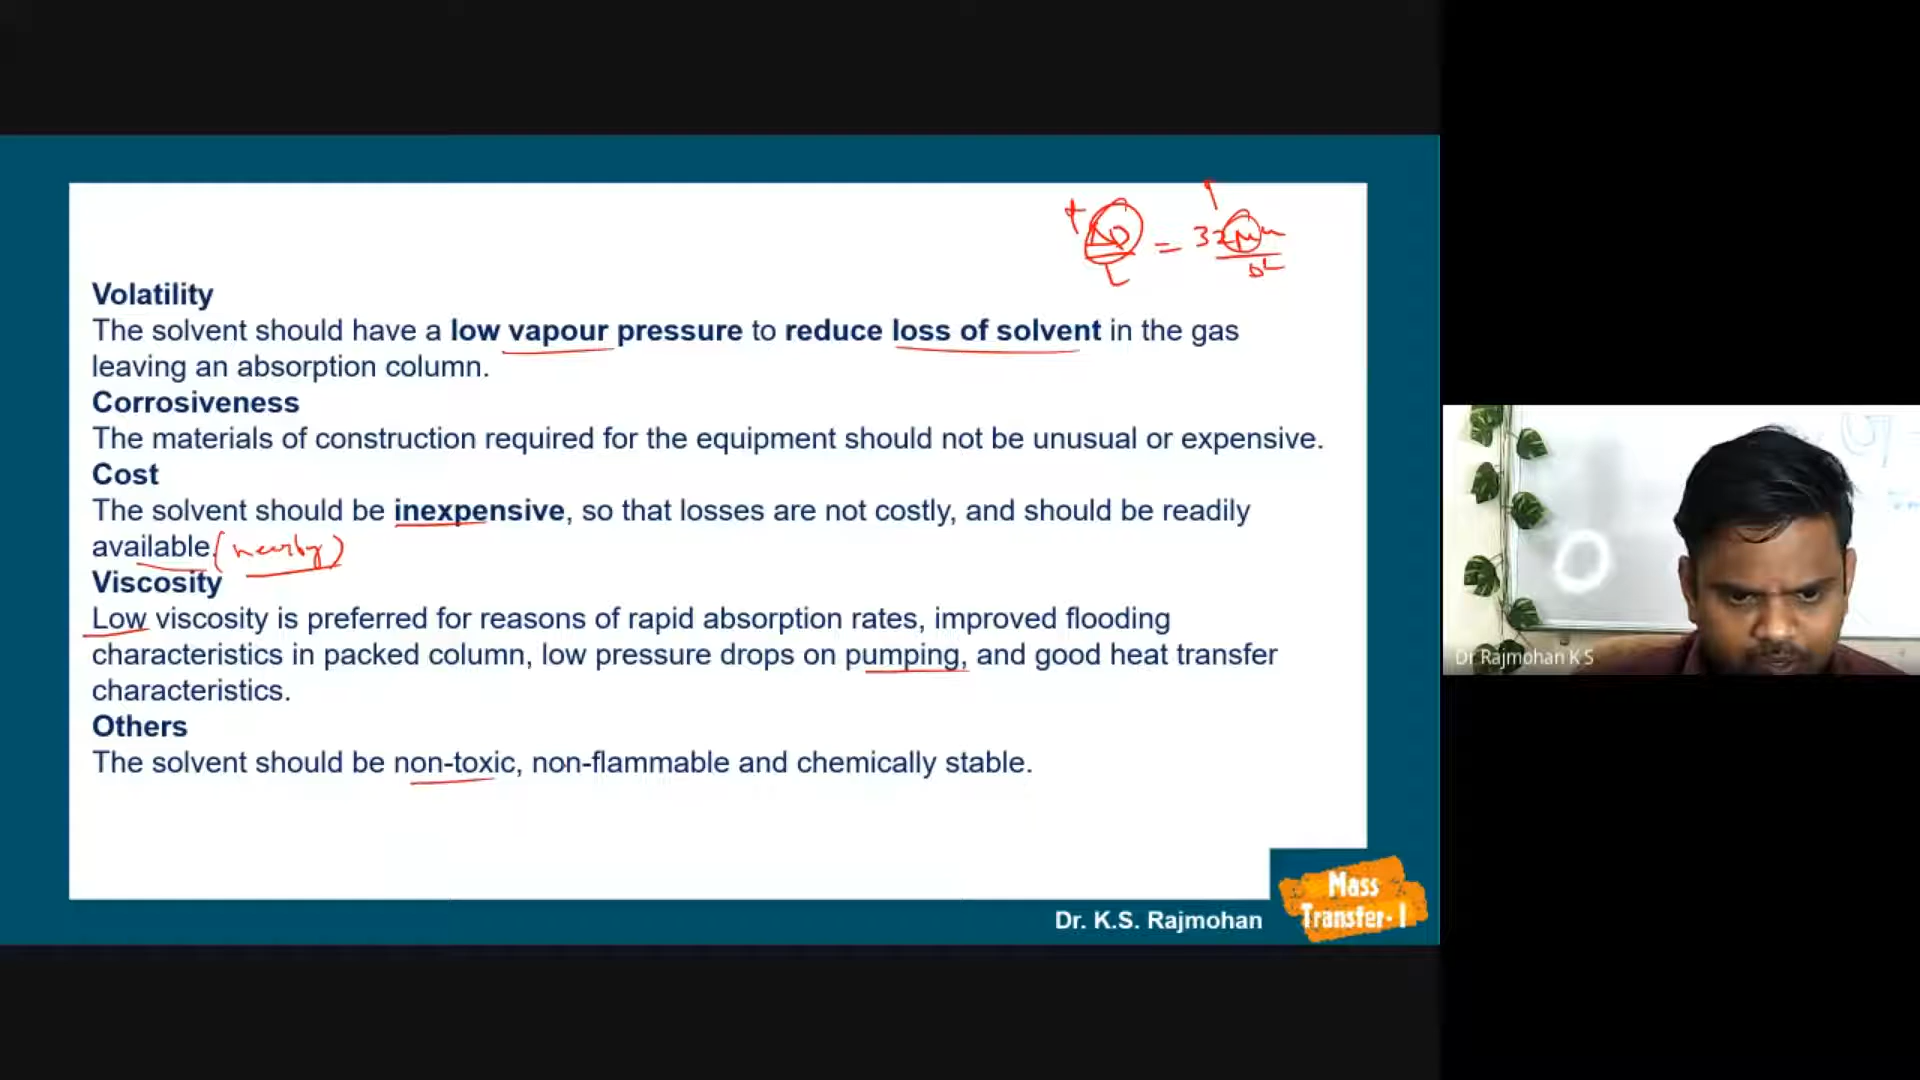 ΔP/L = 32μu/D²
Volatility
The solvent should have a low vapour pressure to reduce loss of solvent in the gas
leaving an absorption column.
Corrosiveness
The materials of construction required for the equipment should not be unusual or expensive.
Cost
The solvent should be inexpensive, so that losses are not costly, and should be readily
available. (nearby)
Viscosity
Low viscosity is preferred for reasons of rapid absorption rates, improved flooding
characteristics in packed column, low pressure drops on pumping, and good heat transfer
characteristics.
Others
The solvent should be non-toxic, non-flammable and chemically stable.
Dr. K.S. Rajmohan
Mass
Transfer-I
Dr Rajmohan K S